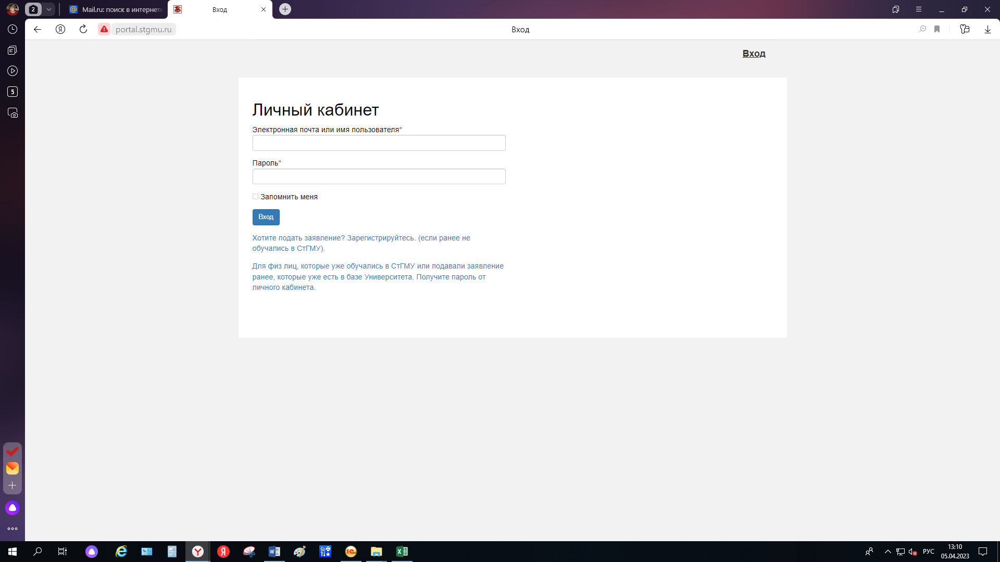 2
Mail.ru: поиск в интернете
Вход
portal.stgmu.ru
Вход
5
Вход
Личный кабинет
Электронная почта или имя пользователя*
Пароль*
Запомнить меня
Вход
Хотите подать заявление? Зарегистрируйтесь. (если ранее не
обучались в СтГМУ).
Для физ лиц, которые уже обучались в СтГМУ или подавали заявление
ранее, которые уже есть в базе Университета. Получите пароль от
личного кабинета.
РУС
13:10
05.04.2023